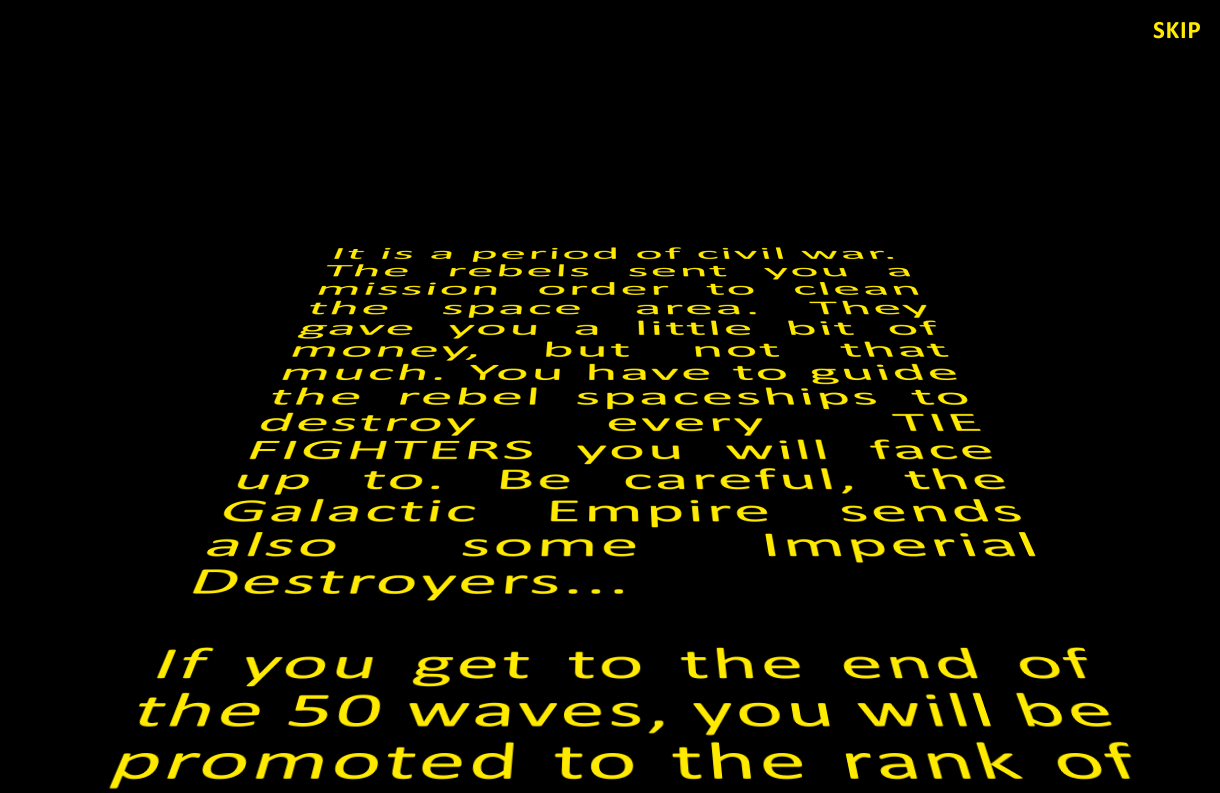 SKIP
It is a period of civil war.
The rebels sent you a
mission order to clean
the space area. They
gave you a little bit of
money, but not that
much. You have to guide
the rebel spaceships to
destroy every TIE
FIGHTERS you will face
up to. Be careful, the
Galactic Empire sends
also some Imperial
Destroyers...
If you get to the end of
the 50 waves, you will be
promoted to the rank of